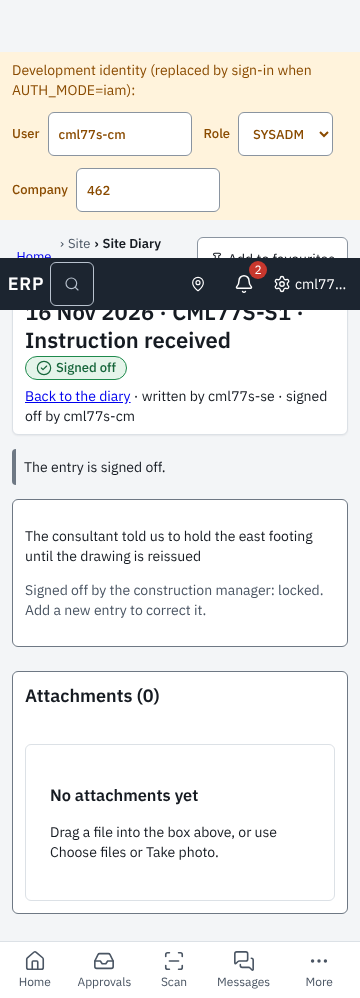 Development identity (replaced by sign-in when
AUTH_MODE=iam):
User cml77s-cm Role SYSADM
Company 462
Home › Site › Site Diary
Add to favourites
ERP 2 cml77...
16 Nov 2026 · CML77S-S1 ·
Instruction received
Signed off
Back to the diary · written by cml77s-se · signed
off by cml77s-cm
The entry is signed off.
The consultant told us to hold the east footing
until the drawing is reissued
Signed off by the construction manager: locked.
Add a new entry to correct it.
Attachments (0)
No attachments yet
Drag a file into the box above, or use
Choose files or Take photo.
Home Approvals Scan Messages More